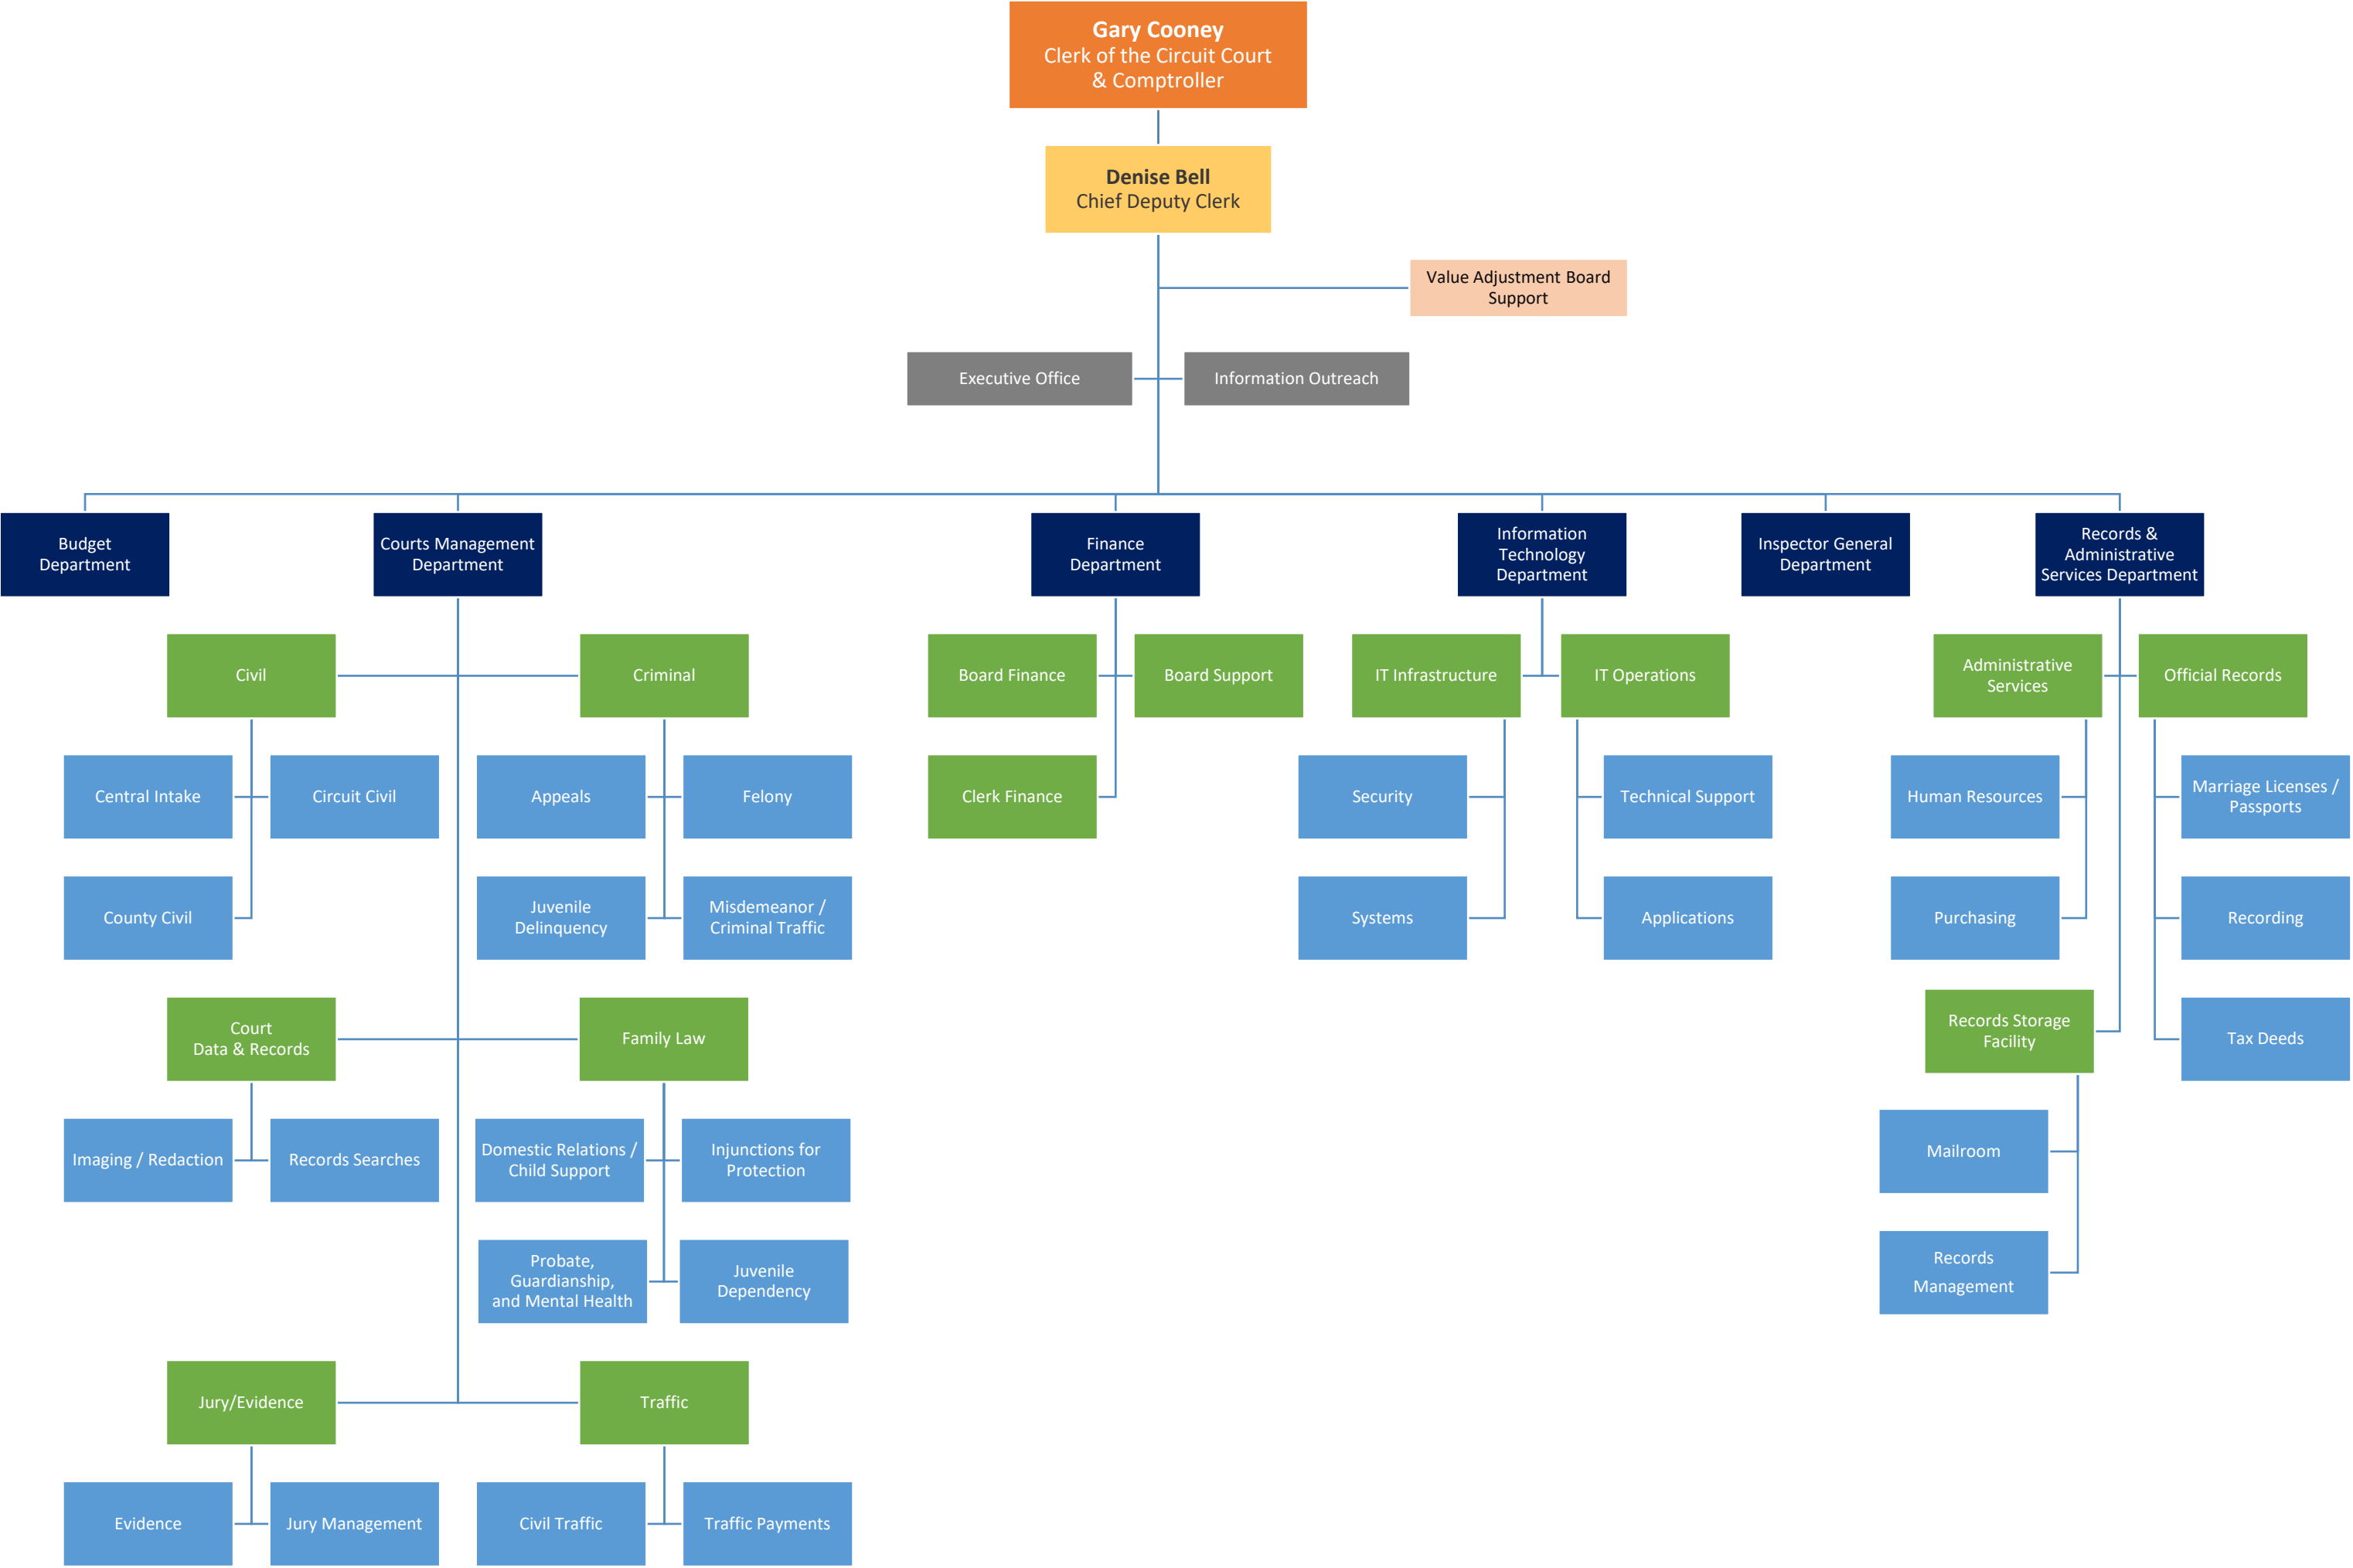 Gary Cooney
Clerk of the Circuit Court
& Comptroller
Denise Bell
Chief Deputy Clerk
Value Adjustment Board
Support
Executive Office
Information Outreach
Budget
Department
Courts Management
Department
Finance
Department
Information
Technology
Department
Inspector General
Department
Records &
Administrative
Services Department
Civil
Criminal
Board Finance
Board Support
IT Infrastructure
IT Operations
Administrative
Services
Official Records
Central Intake
Circuit Civil
Appeals
Felony
Clerk Finance
Security
Technical Support
Human Resources
Marriage Licenses /
Passports
County Civil
Juvenile
Delinquency
Misdemeanor /
Criminal Traffic
Systems
Applications
Purchasing
Recording
Court
Data & Records
Family Law
Records Storage
Facility
Tax Deeds
Imaging / Redaction
Records Searches
Domestic Relations /
Child Support
Injunctions for
Protection
Mailroom
Probate,
Guardianship,
and Mental Health
Juvenile
Dependency
Records
Management
Jury/Evidence
Traffic
Evidence
Jury Management
Civil Traffic
Traffic Payments